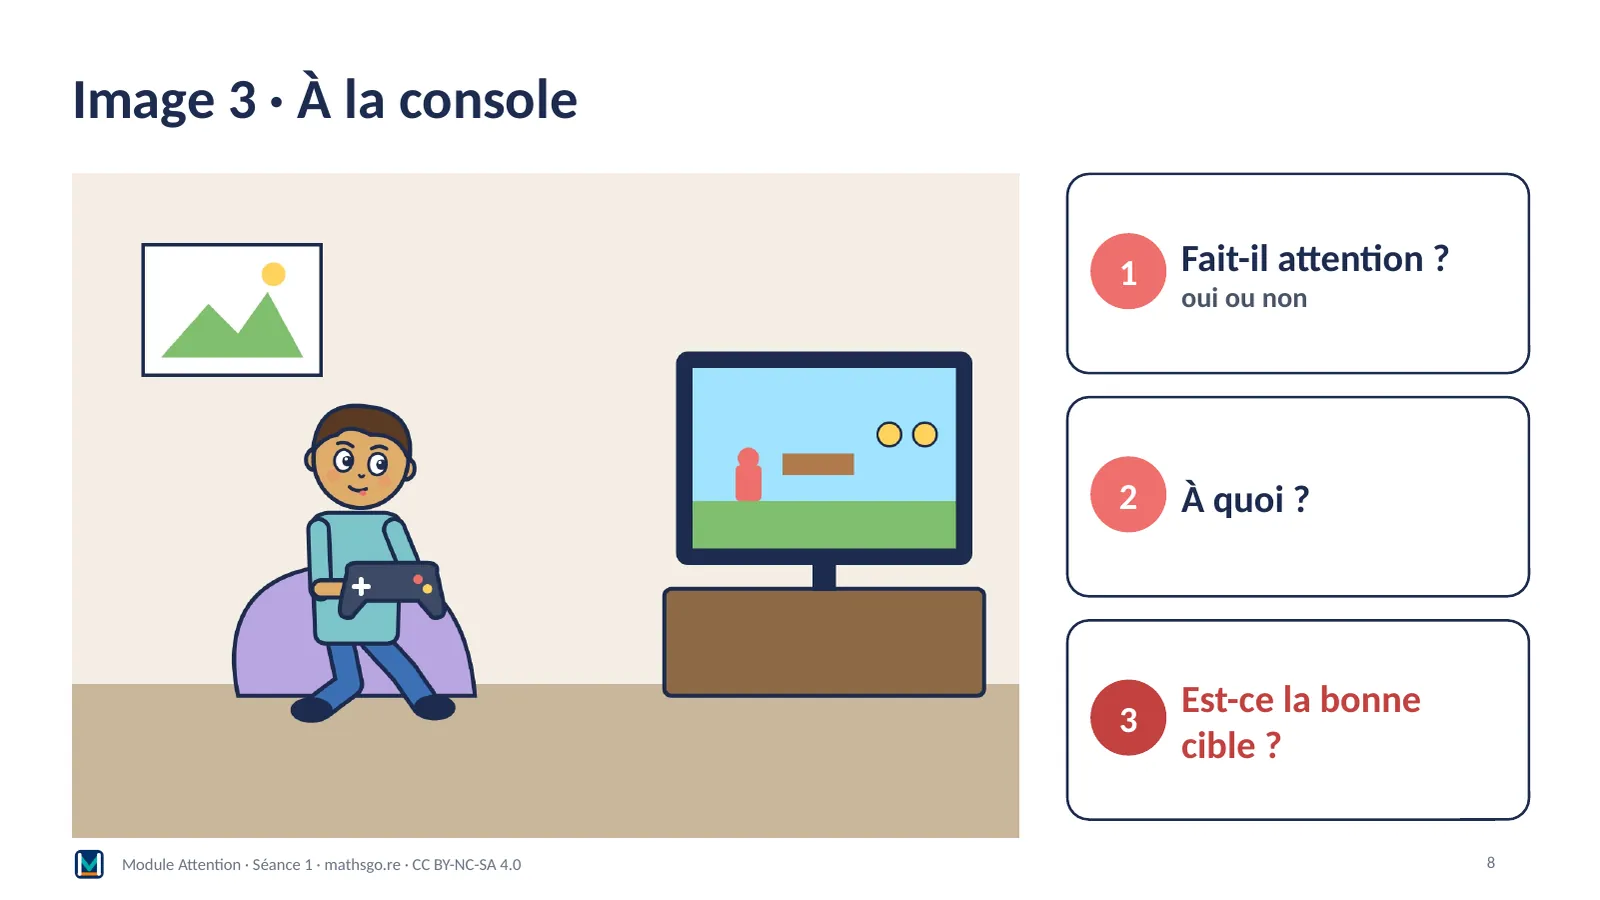 Image 3 · À la console
1
Fait-il attention ?
oui ou non
2
À quoi ?
3
Est-ce la bonne
cible ?
Module Attention · Séance 1 · mathsgo.re · CC BY-NC-SA 4.0
8